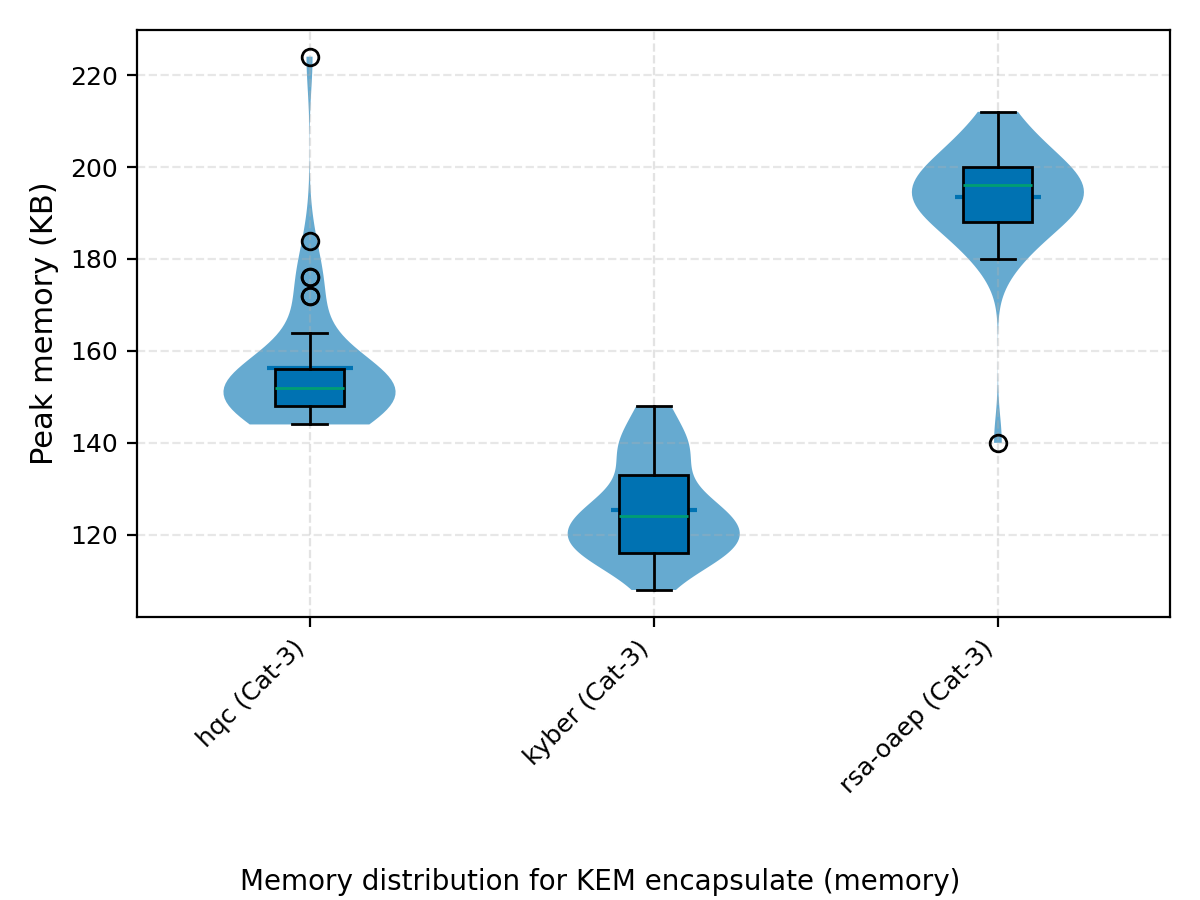 Peak memory (KB)
220
200
180
160
140
120
hqc (Cat-3)
kyber (Cat-3)
rsa-oaep (Cat-3)
Memory distribution for KEM encapsulate (memory)